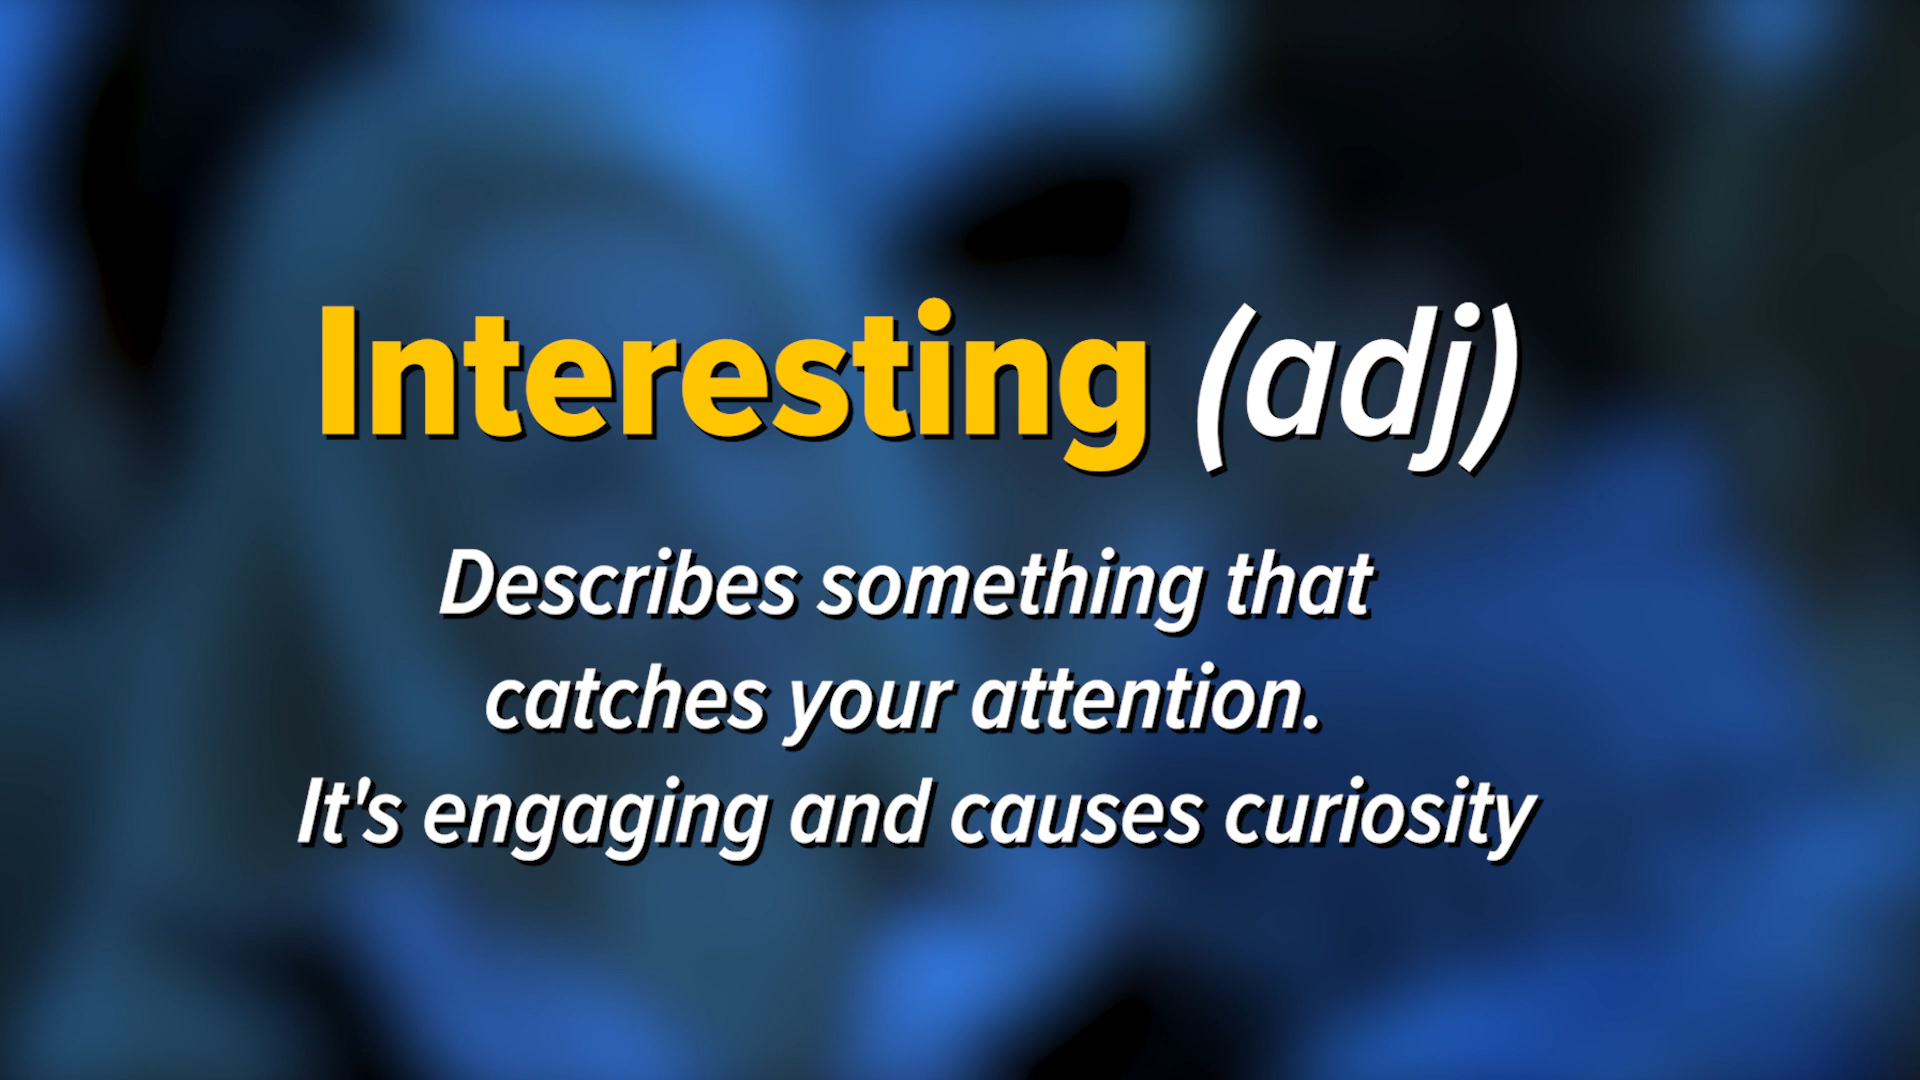 Interesting (adj)
Describes something that
catches your attention.
It's engaging and causes curiosity